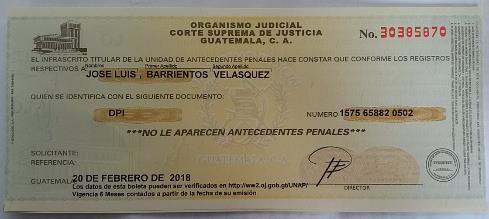 ORGANISMO JUDICIAL
CORTE SUPREMA DE JUSTICIA
GUATEMALA, C. A.
No. 30385870
EL INFRASCRITO TITULAR DE LA UNIDAD DE ANTECEDENTES PENALES HACE CONSTAR QUE CONFORME LOS REGISTROS
Nombres Primer Apellido Segundo Apellido
RESPECTIVOS A JOSE LUIS, BARRIENTOS VELASQUEZ
QUIEN SE IDENTIFICA CON EL SIGUIENTE DOCUMENTO:
DPI NUMERO 1575 65882 0502
***NO LE APARECEN ANTECEDENTES PENALES***
SOLICITANTE:
REFERENCIA:
GUATEMALA, C.A.
GUATEMALA 20 DE FEBRERO DE 2018
DIRECTOR
Los datos de esta boleta pueden ser verificados en http://ww2.oj.gob.gt/UNAP/
Vigencia 6 Meses contados a partir de la fecha de su emisión